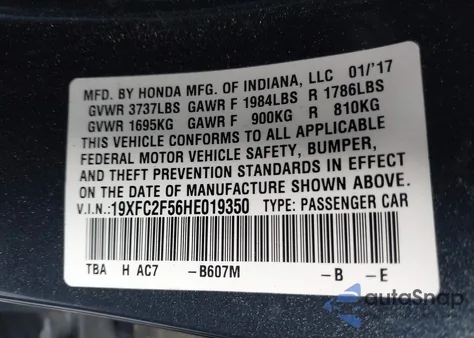 MFD. BY HONDA MFG. OF INDIANA, LLC 01/'17
GVWR 3737LBS GAWR F 1984LBS R 1786LBS
GVWR 1695KG GAWR F 900KG R 810KG
THIS VEHICLE CONFORMS TO ALL APPLICABLE
FEDERAL MOTOR VEHICLE SAFETY, BUMPER,
AND THEFT PREVENTION STANDARDS IN EFFECT
ON THE DATE OF MANUFACTURE SHOWN ABOVE.
V.I.N.:19XFC2F56HE019350 TYPE: PASSENGER CAR
TBA H AC7 -B607M -B -E
autoSnap